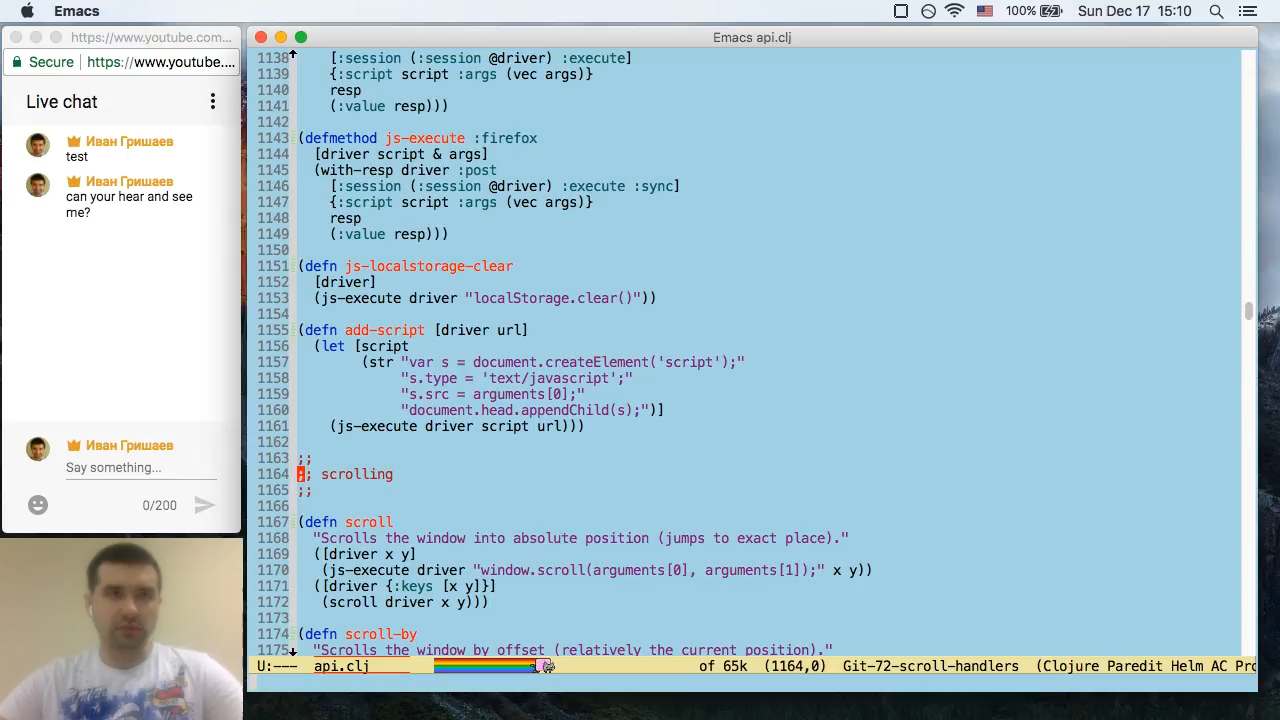 Emacs
100%
Sun Dec 17 15:10
https://www.youtube.com...
Secure
https://www.youtube....
Live chat
Иван Гришаев
test
Иван Гришаев
can your hear and see
me?
Иван Гришаев
Say something...
0/200
Emacs api.clj
1138 [:session (:session @driver) :execute]
1139 {:script script :args (vec args)}
1140 resp
1141 (:value resp)))
1142
1143 (defmethod js-execute :firefox
1144 [driver script & args]
1145 (with-resp driver :post
1146 [:session (:session @driver) :execute :sync]
1147 {:script script :args (vec args)}
1148 resp
1149 (:value resp)))
1150
1151 (defn js-localstorage-clear
1152 [driver]
1153 (js-execute driver "localStorage.clear()"))
1154
1155 (defn add-script [driver url]
1156 (let [script
1157 (str "var s = document.createElement('script');"
1158 "s.type = 'text/javascript';"
1159 "s.src = arguments[0];"
1160 "document.head.appendChild(s);")]
1161 (js-execute driver script url)))
1162
1163 ;;
1164 ;; scrolling
1165 ;;
1166
1167 (defn scroll
1168 "Scrolls the window into absolute position (jumps to exact place)."
1169 ([driver x y]
1170 (js-execute driver "window.scroll(arguments[0], arguments[1]);" x y))
1171 ([driver {:keys [x y]}]
1172 (scroll driver x y)))
1173
1174 (defn scroll-by
1175 "Scrolls the window by offset (relatively the current position)."
U:--- api.clj of 65k (1164,0) Git-72-scroll-handlers (Clojure Paredit Helm AC Pro